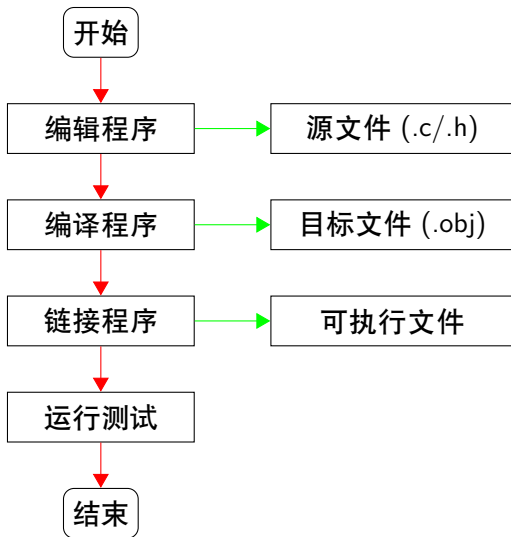 开始
编辑程序
源文件 (.c/.h)
编译程序
目标文件 (.obj)
链接程序
可执行文件
运行测试
结束